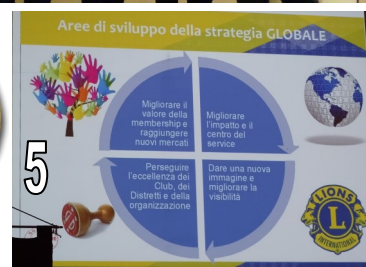 Aree di sviluppo della strategia GLOBALE
Migliorare il
valore della
membership e
raggiungere
nuovi mercati
Migliorare
l'impatto e il
centro del
service
Perseguire
l'eccellenza dei
Club, dei
Distretti e della
organizzazione
Dare una nuova
immagine e
migliorare la
visibilità
5
LIONS
L
INTERNATIONAL